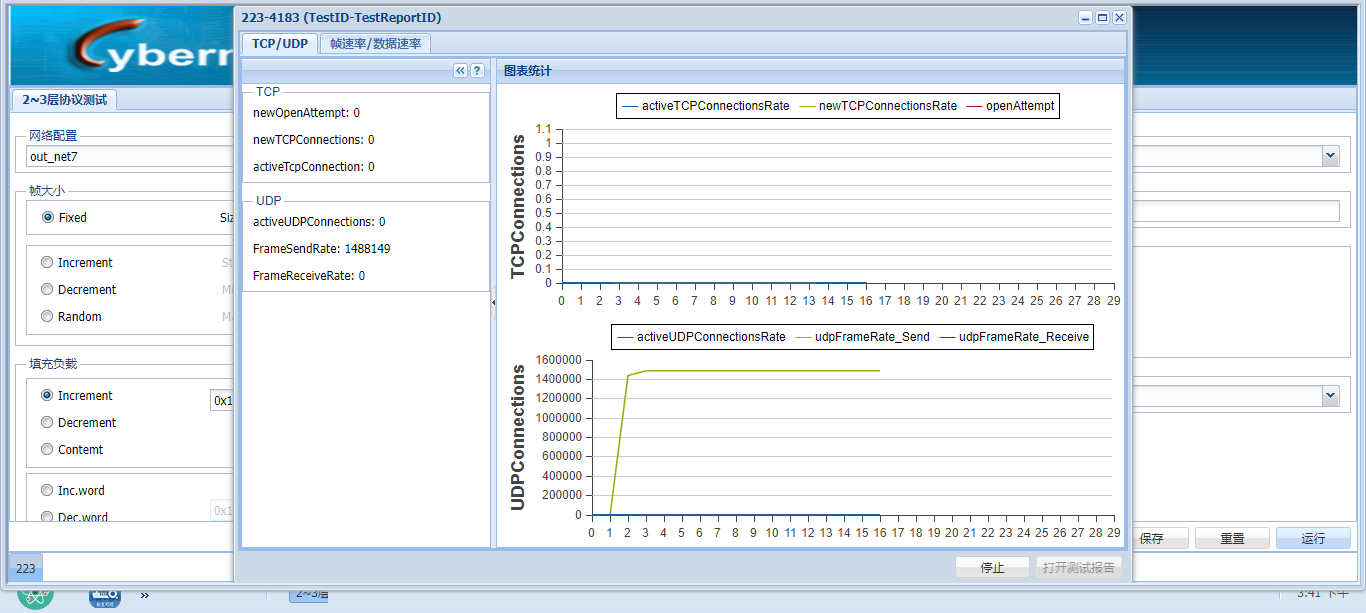 223-4183 (TestID-TestReportID)
TCP/UDP 帧速率/数据速率
2~3层协议测试
网络配置
out_net7
帧大小
Fixed
Increment
Decrement
Random
填充负载
Increment 0x1
Decrement
Contemt
Inc.word
Dec.word 0x1
223
TCP
newOpenAttempt: 0
newTCPConnections: 0
activeTcpConnection: 0
UDP
activeUDPConnections: 0
FrameSendRate: 1488149
FrameReceiveRate: 0
图表统计
activeTCPConnectionsRate newTCPConnectionsRate openAttempt
TCPConnections
1.1
1
0.9
0.8
0.7
0.6
0.5
0.4
0.3
0.2
0.1
0
0 1 2 3 4 5 6 7 8 9 10 11 12 13 14 15 16 17 18 19 20 21 22 23 24 25 26 27 28 29
activeUDPConnectionsRate udpFrameRate_Send udpFrameRate_Receive
UDPConnections
1600000
1400000
1200000
1000000
800000
600000
400000
200000
0
0 1 2 3 4 5 6 7 8 9 10 11 12 13 14 15 16 17 18 19 20 21 22 23 24 25 26 27 28 29
停止 打开测试报告
保存 重置 运行
2~3层
3:41 下午